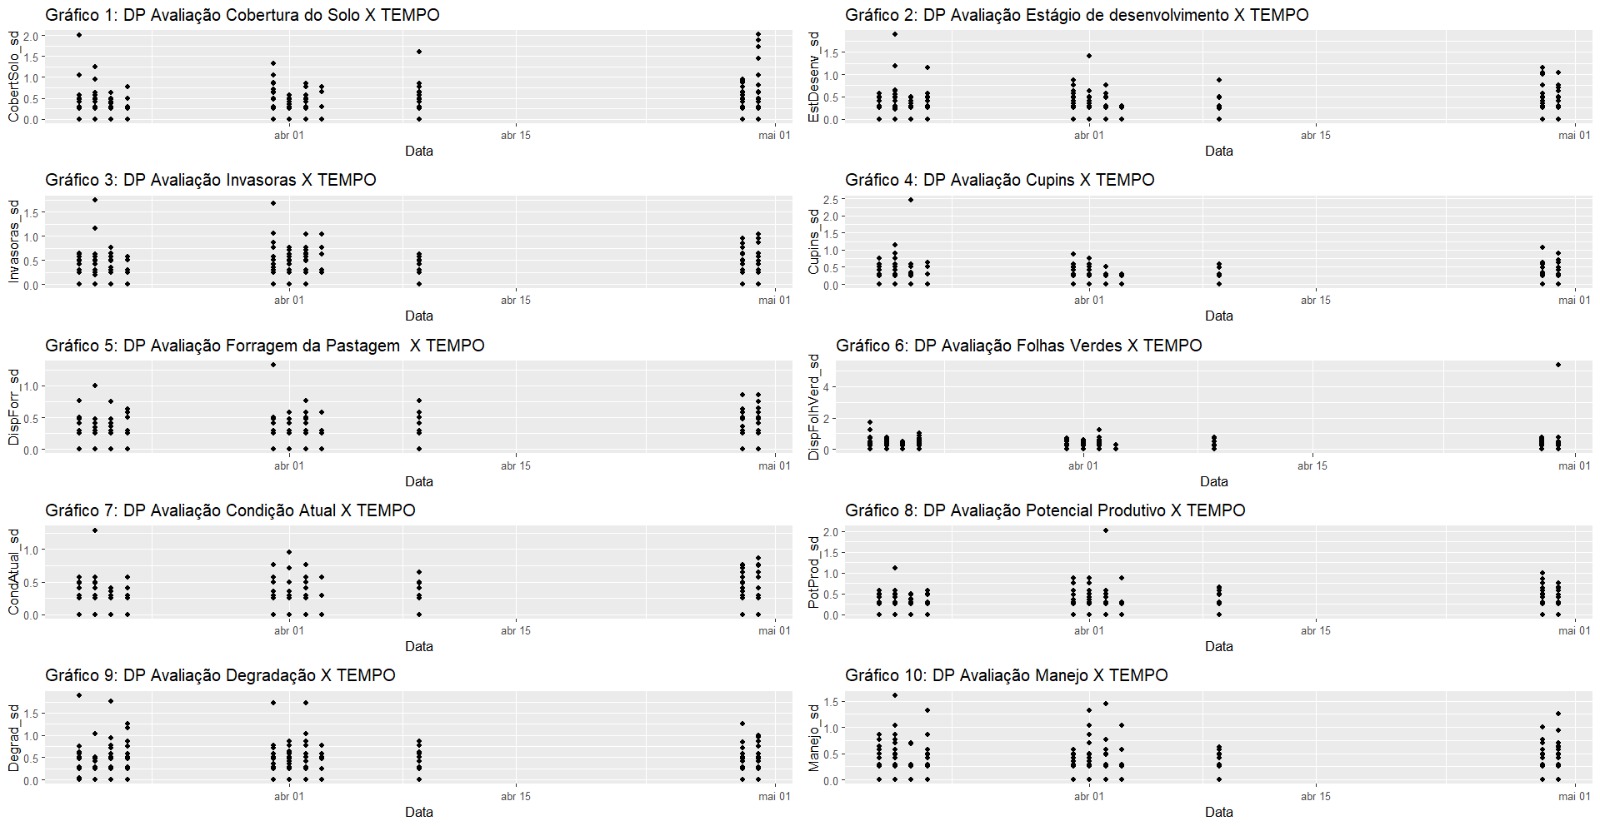 Gráfico 1: DP Avaliação Cobertura do Solo X TEMPO
CobertSolo_sd
2.0
1.5
1.0
0.5
0.0
abr 01
abr 15
mai 01
Data
Gráfico 2: DP Avaliação Estágio de desenvolvimento X TEMPO
EstDesenv_sd
1.5
1.0
0.5
0.0
abr 01
abr 15
mai 01
Data
Gráfico 3: DP Avaliação Invasoras X TEMPO
Invasoras_sd
1.5
1.0
0.5
0.0
abr 01
abr 15
mai 01
Data
Gráfico 4: DP Avaliação Cupins X TEMPO
Cupins_sd
2.5
2.0
1.5
1.0
0.5
0.0
abr 01
abr 15
mai 01
Data
Gráfico 5: DP Avaliação Forragem da Pastagem  X TEMPO
DispForr_sd
1.0
0.5
0.0
abr 01
abr 15
mai 01
Data
Gráfico 6: DP Avaliação Folhas Verdes X TEMPO
DispFolhVerd_sd
4
2
0
abr 01
abr 15
mai 01
Data
Gráfico 7: DP Avaliação Condição Atual X TEMPO
CondAtual_sd
1.0
0.5
0.0
abr 01
abr 15
mai 01
Data
Gráfico 8: DP Avaliação Potencial Produtivo X TEMPO
PotProd_sd
2.0
1.5
1.0
0.5
0.0
abr 01
abr 15
mai 01
Data
Gráfico 9: DP Avaliação Degradação X TEMPO
Degrad_sd
1.5
1.0
0.5
0.0
abr 01
abr 15
mai 01
Data
Gráfico 10: DP Avaliação Manejo X TEMPO
Manejo_sd
1.5
1.0
0.5
0.0
abr 01
abr 15
mai 01
Data